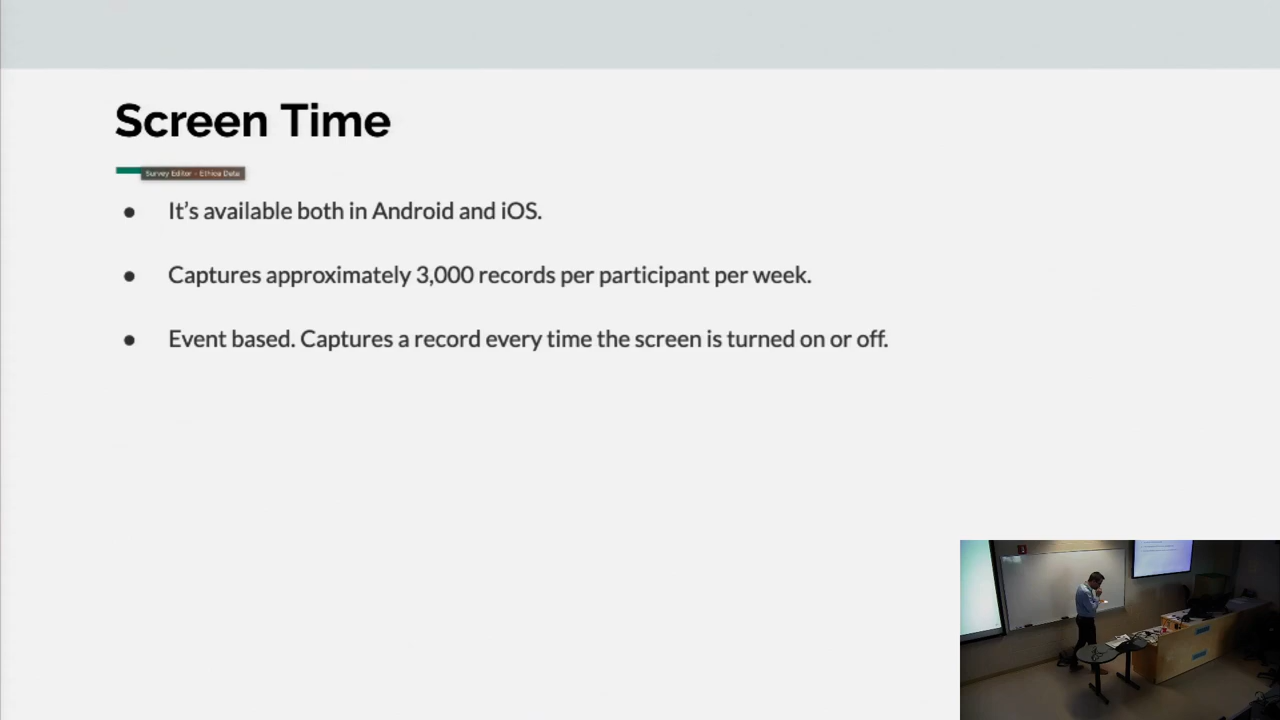 Screen Time
Survey Editor - Ethica Data
● It’s available both in Android and iOS.
● Captures approximately 3,000 records per participant per week.
● Event based. Captures a record every time the screen is turned on or off.